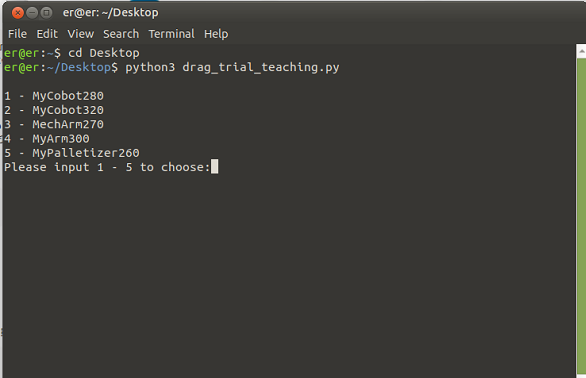 er@er: ~/Desktop
File Edit View Search Terminal Help
er@er:~$ cd Desktop
er@er:~/Desktop$ python3 drag_trial_teaching.py
1 - MyCobot280
2 - MyCobot320
3 - MechArm270
4 - MyArm300
5 - MyPalletizer260
Please input 1 - 5 to choose: